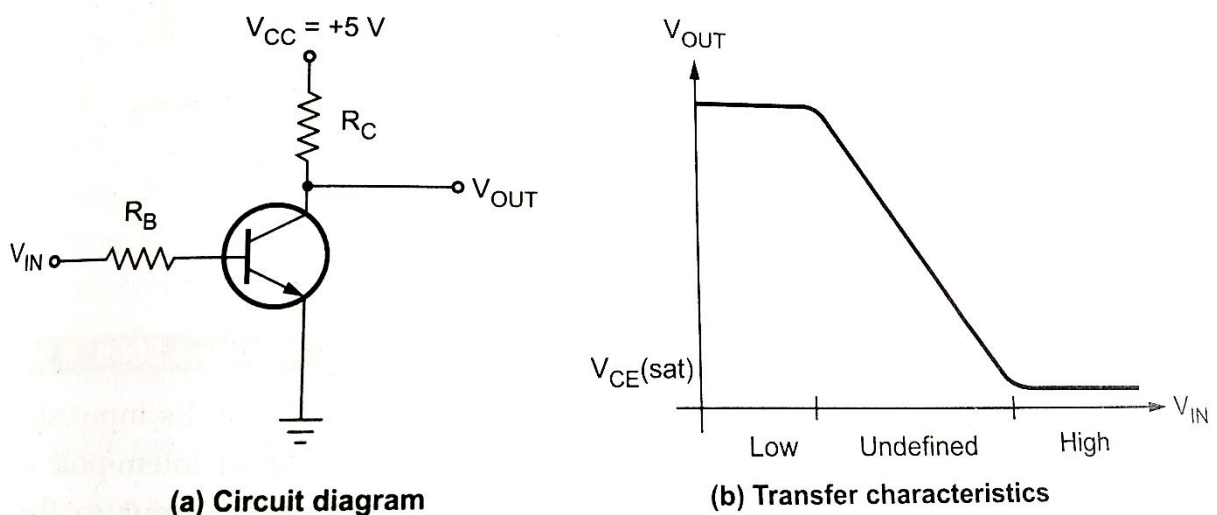 V_CC = +5 V
R_C
V_OUT
R_B
V_IN
(a) Circuit diagram
V_OUT
V_CE(sat)
V_IN
Low Undefined High
(b) Transfer characteristics